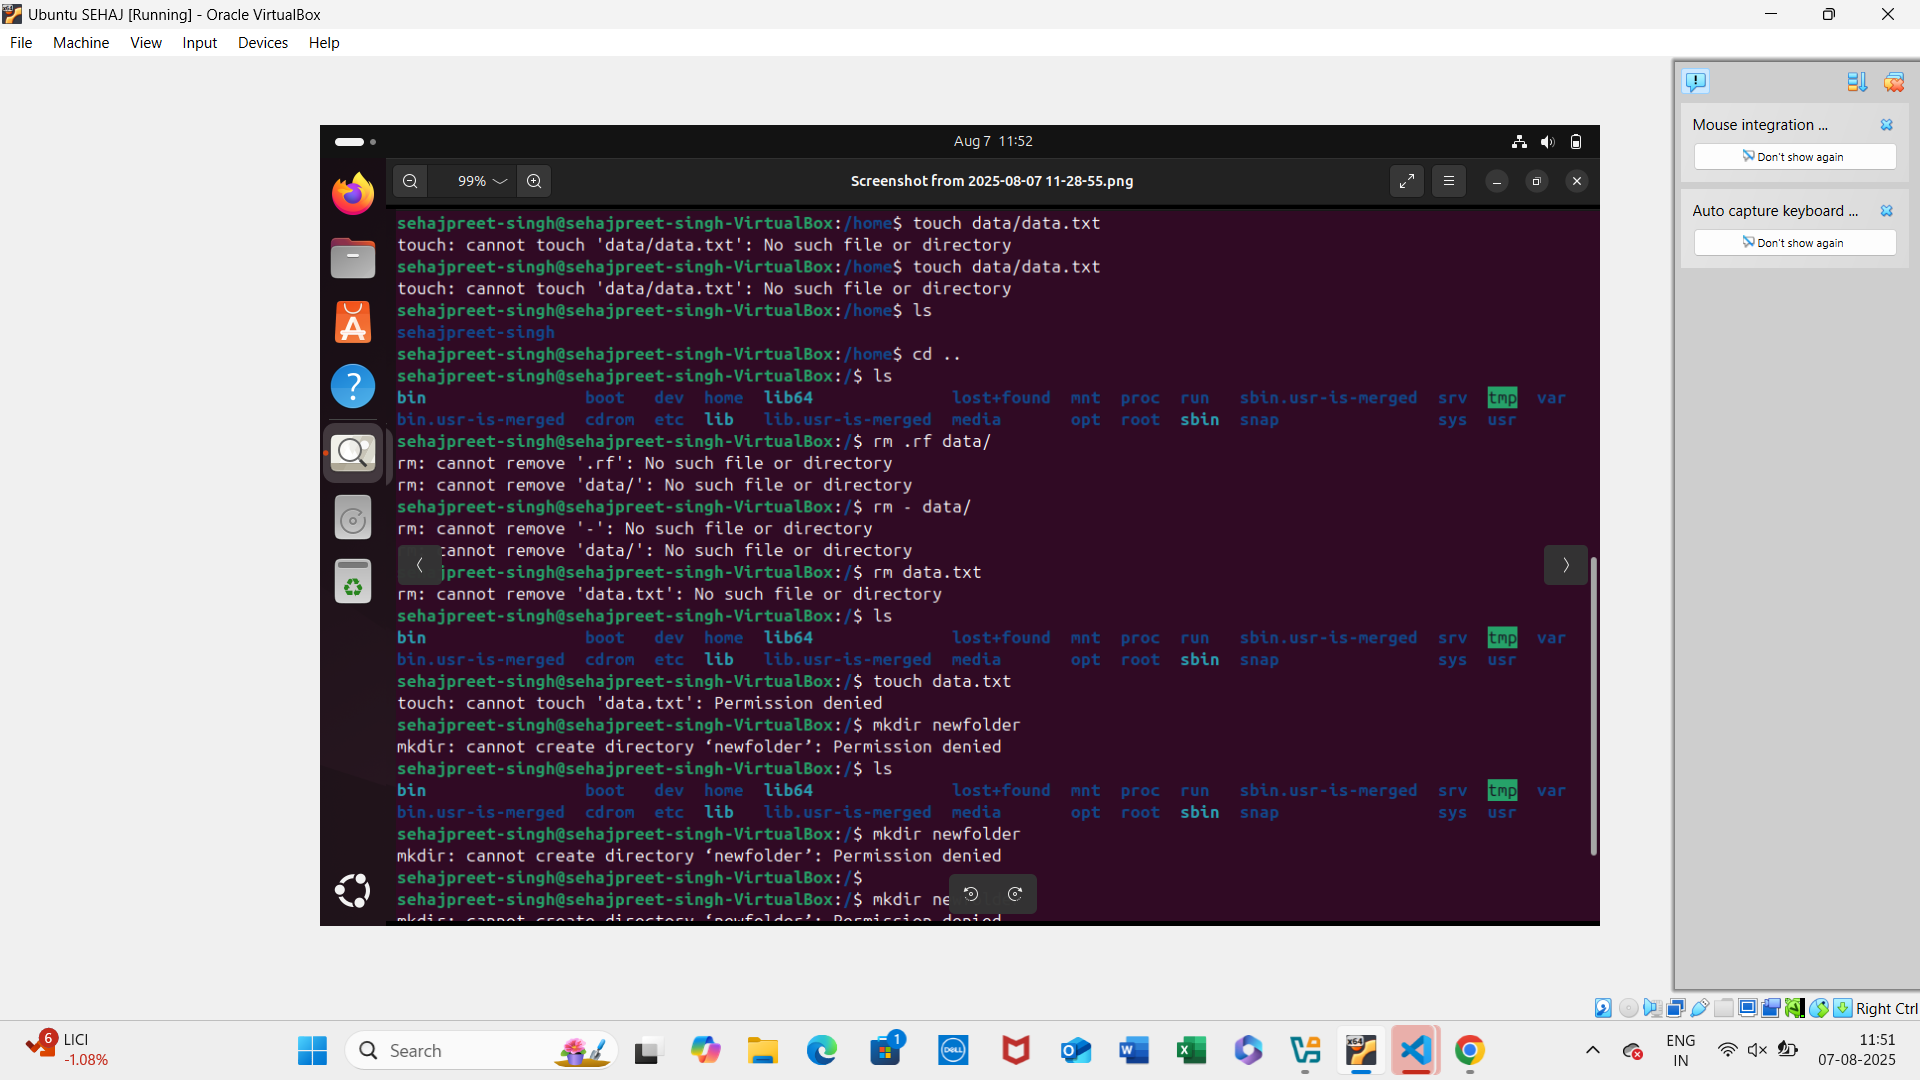 Ubuntu SEHAJ [Running] - Oracle VirtualBox
File Machine View Input Devices Help
Mouse integration ...
Don't show again
Auto capture keyboard ...
Don't show again
Aug 7 11:52
99%
Screenshot from 2025-08-07 11-28-55.png
sehajpreet-singh@sehajpreet-singh-VirtualBox:/home$ touch data/data.txt
touch: cannot touch 'data/data.txt': No such file or directory
sehajpreet-singh@sehajpreet-singh-VirtualBox:/home$ touch data/data.txt
touch: cannot touch 'data/data.txt': No such file or directory
sehajpreet-singh@sehajpreet-singh-VirtualBox:/home$ ls
sehajpreet-singh
sehajpreet-singh@sehajpreet-singh-VirtualBox:/home$ cd ..
sehajpreet-singh@sehajpreet-singh-VirtualBox:/$ ls
bin boot dev home lib64 lost+found mnt proc run sbin.usr-is-merged srv tmp var
bin.usr-is-merged cdrom etc lib lib.usr-is-merged media opt root sbin snap sys usr
sehajpreet-singh@sehajpreet-singh-VirtualBox:/$ rm .rf data/
rm: cannot remove '.rf': No such file or directory
rm: cannot remove 'data/': No such file or directory
sehajpreet-singh@sehajpreet-singh-VirtualBox:/$ rm - data/
rm: cannot remove '-': No such file or directory
cannot remove 'data/': No such file or directory
jpreet-singh@sehajpreet-singh-VirtualBox:/$ rm data.txt
rm: cannot remove 'data.txt': No such file or directory
sehajpreet-singh@sehajpreet-singh-VirtualBox:/$ ls
bin boot dev home lib64 lost+found mnt proc run sbin.usr-is-merged srv tmp var
bin.usr-is-merged cdrom etc lib lib.usr-is-merged media opt root sbin snap sys usr
sehajpreet-singh@sehajpreet-singh-VirtualBox:/$ touch data.txt
touch: cannot touch 'data.txt': Permission denied
sehajpreet-singh@sehajpreet-singh-VirtualBox:/$ mkdir newfolder
mkdir: cannot create directory ‘newfolder’: Permission denied
sehajpreet-singh@sehajpreet-singh-VirtualBox:/$ ls
bin boot dev home lib64 lost+found mnt proc run sbin.usr-is-merged srv tmp var
bin.usr-is-merged cdrom etc lib lib.usr-is-merged media opt root sbin snap sys usr
sehajpreet-singh@sehajpreet-singh-VirtualBox:/$ mkdir newfolder
mkdir: cannot create directory ‘newfolder’: Permission denied
sehajpreet-singh@sehajpreet-singh-VirtualBox:/$
sehajpreet-singh@sehajpreet-singh-VirtualBox:/$ mkdir ne
mkdir: cannot create directory ‘newfolder’: Permission denied
Right Ctrl
6 LICI
-1.08%
Search
1
DELL
ENG
IN
11:51
07-08-2025